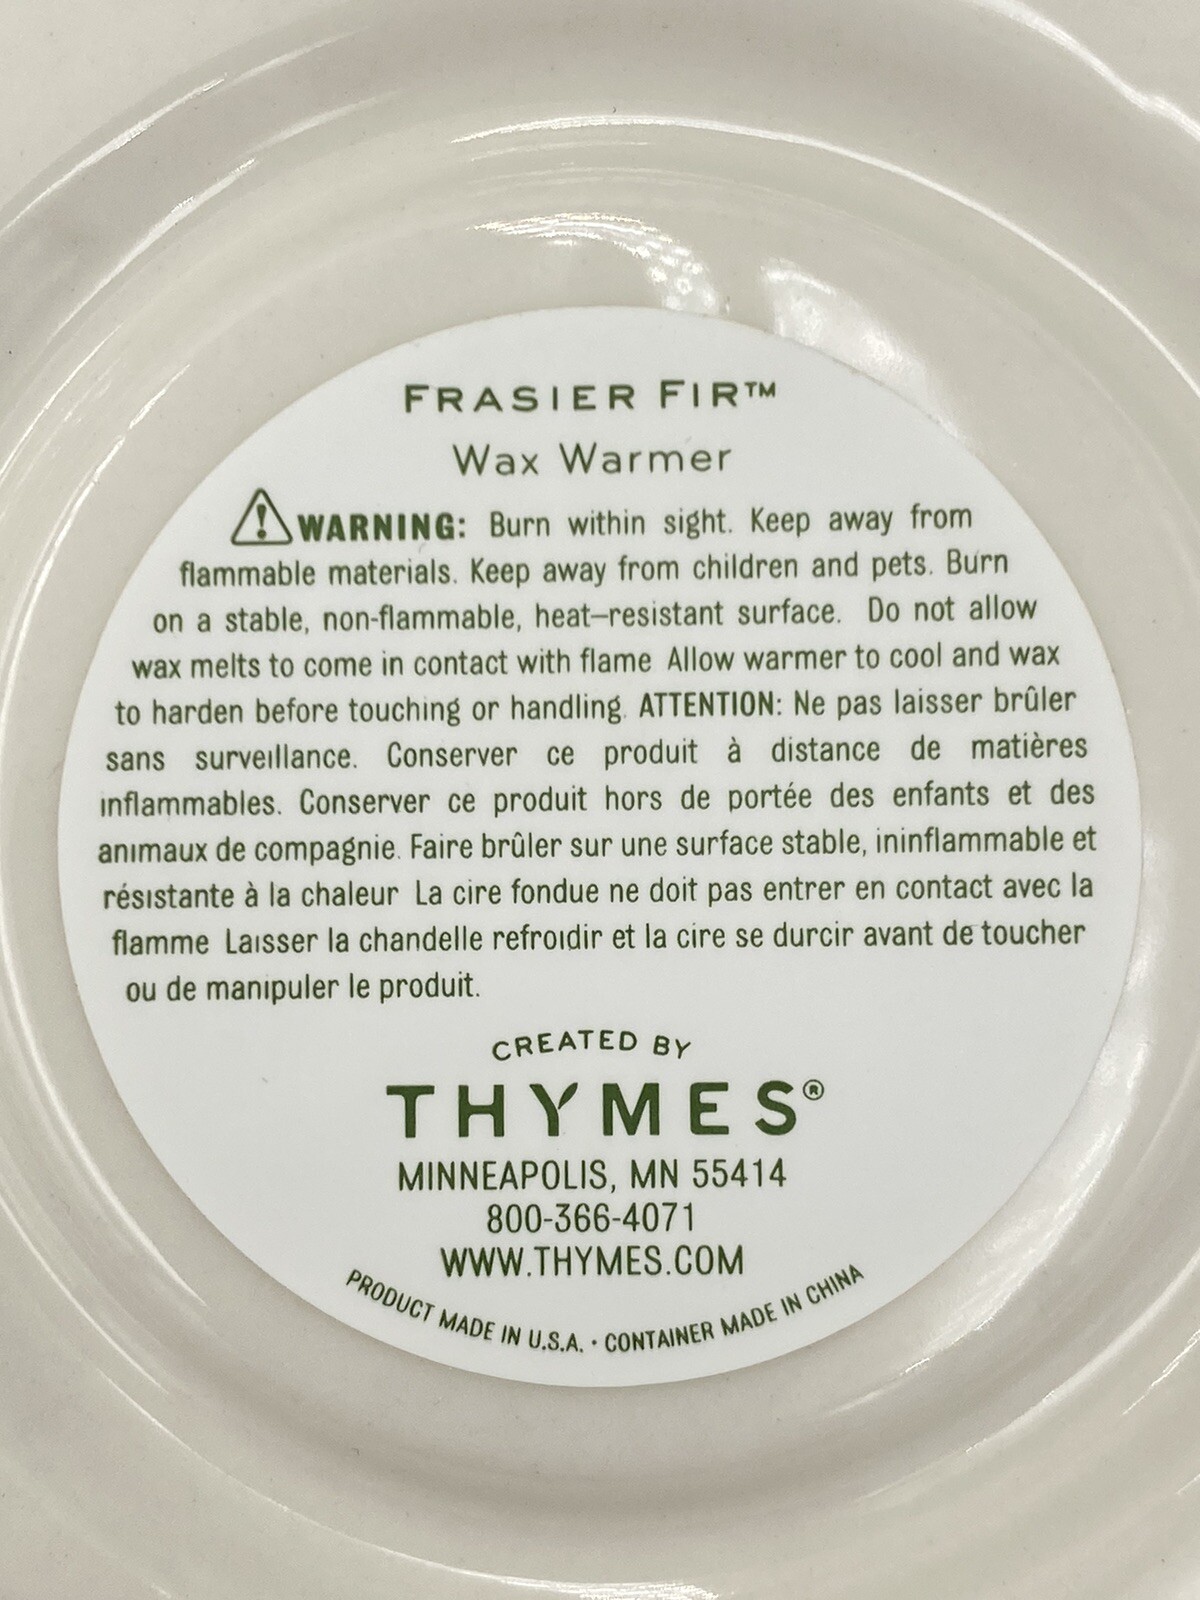 FRASIER FIR™
Wax Warmer
⚠WARNING: Burn within sight. Keep away from
flammable materials. Keep away from children and pets. Burn
on a stable, non-flammable, heat–resistant surface. Do not allow
wax melts to come in contact with flame Allow warmer to cool and wax
to harden before touching or handling. ATTENTION: Ne pas laisser brûler
sans surveillance. Conserver ce produit à distance de matières
inflammables. Conserver ce produit hors de portée des enfants et des
animaux de compagnie. Faire brûler sur une surface stable, ininflammable et
résistante à la chaleur La cire fondue ne doit pas entrer en contact avec la
flamme Laisser la chandelle refroidir et la cire se durcir avant de toucher
ou de manipuler le produit.
CREATED BY
THYMES®
MINNEAPOLIS, MN 55414
800-366-4071
WWW.THYMES.COM
PRODUCT MADE IN U.S.A. · CONTAINER MADE IN CHINA